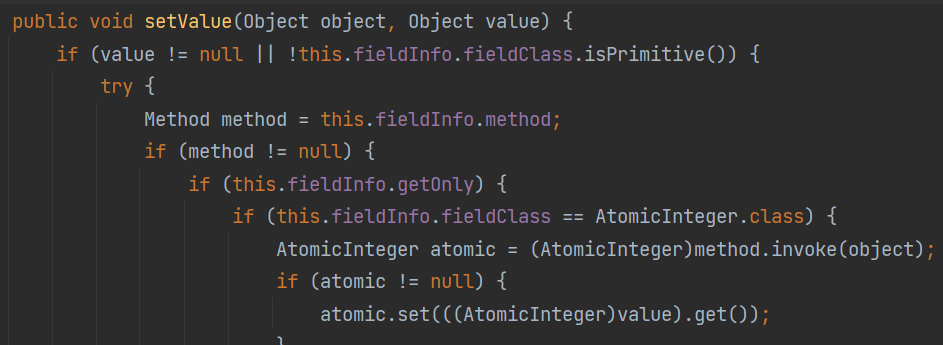 public void setValue(Object object, Object value) {
if (value != null || !this.fieldInfo.fieldClass.isPrimitive()) {
try {
Method method = this.fieldInfo.method;
if (method != null) {
if (this.fieldInfo.getOnly) {
if (this.fieldInfo.fieldClass == AtomicInteger.class) {
AtomicInteger atomic = (AtomicInteger)method.invoke(object);
if (atomic != null) {
atomic.set(((AtomicInteger)value).get());
}